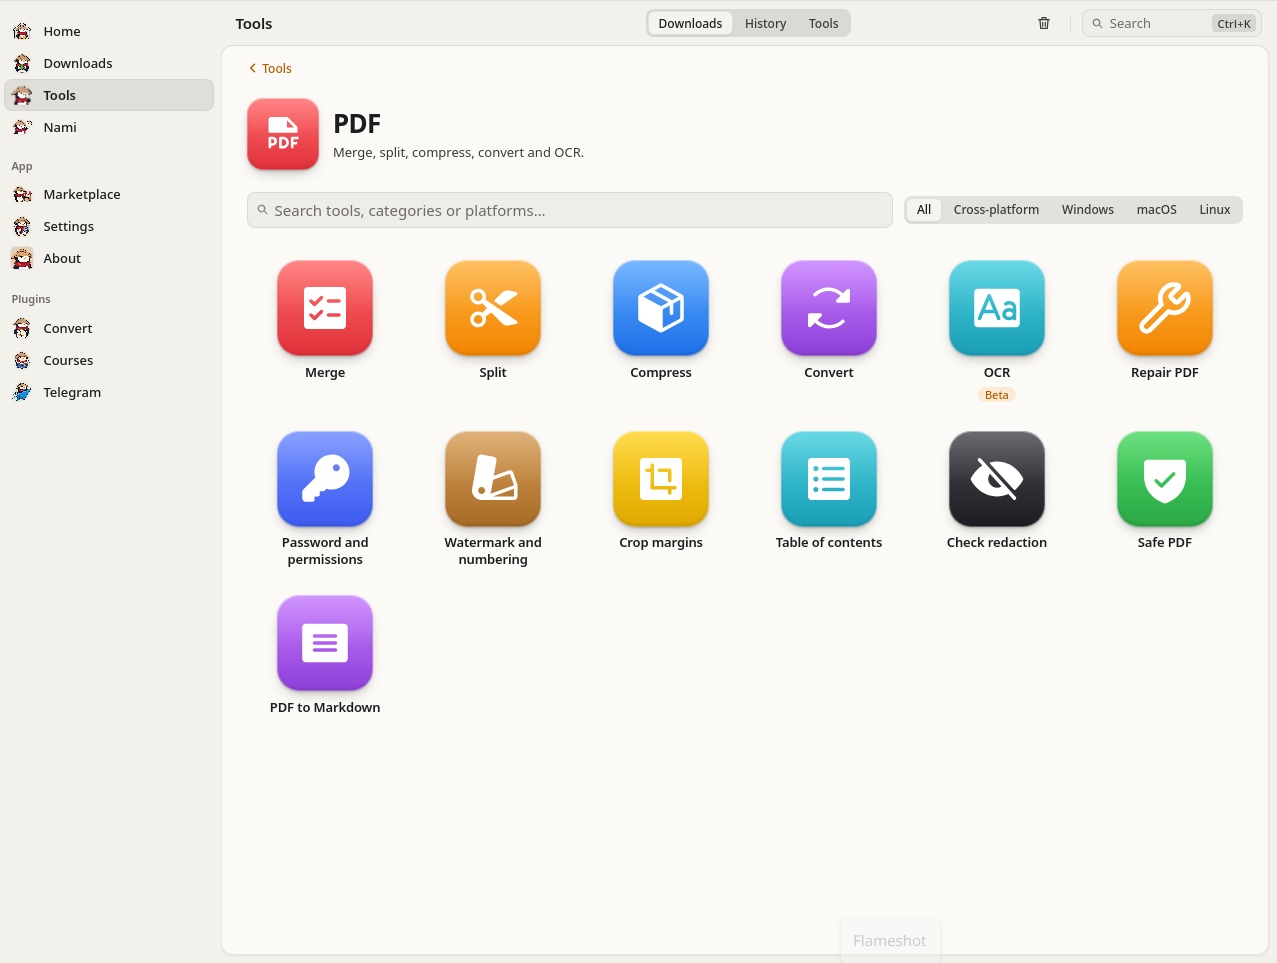 Home
Downloads
Tools
Nami
App
Marketplace
Settings
About
Plugins
Convert
Courses
Telegram
Tools
Downloads
History
Tools
Search
Ctrl+K
Tools
PDF
PDF
Merge, split, compress, convert and OCR.
Search tools, categories or platforms...
All
Cross-platform
Windows
macOS
Linux
Merge
Split
Compress
Convert
Aa
OCR
Beta
Repair PDF
Password and
permissions
Watermark and
numbering
Crop margins
Table of contents
Check redaction
Safe PDF
PDF to Markdown
Flameshot